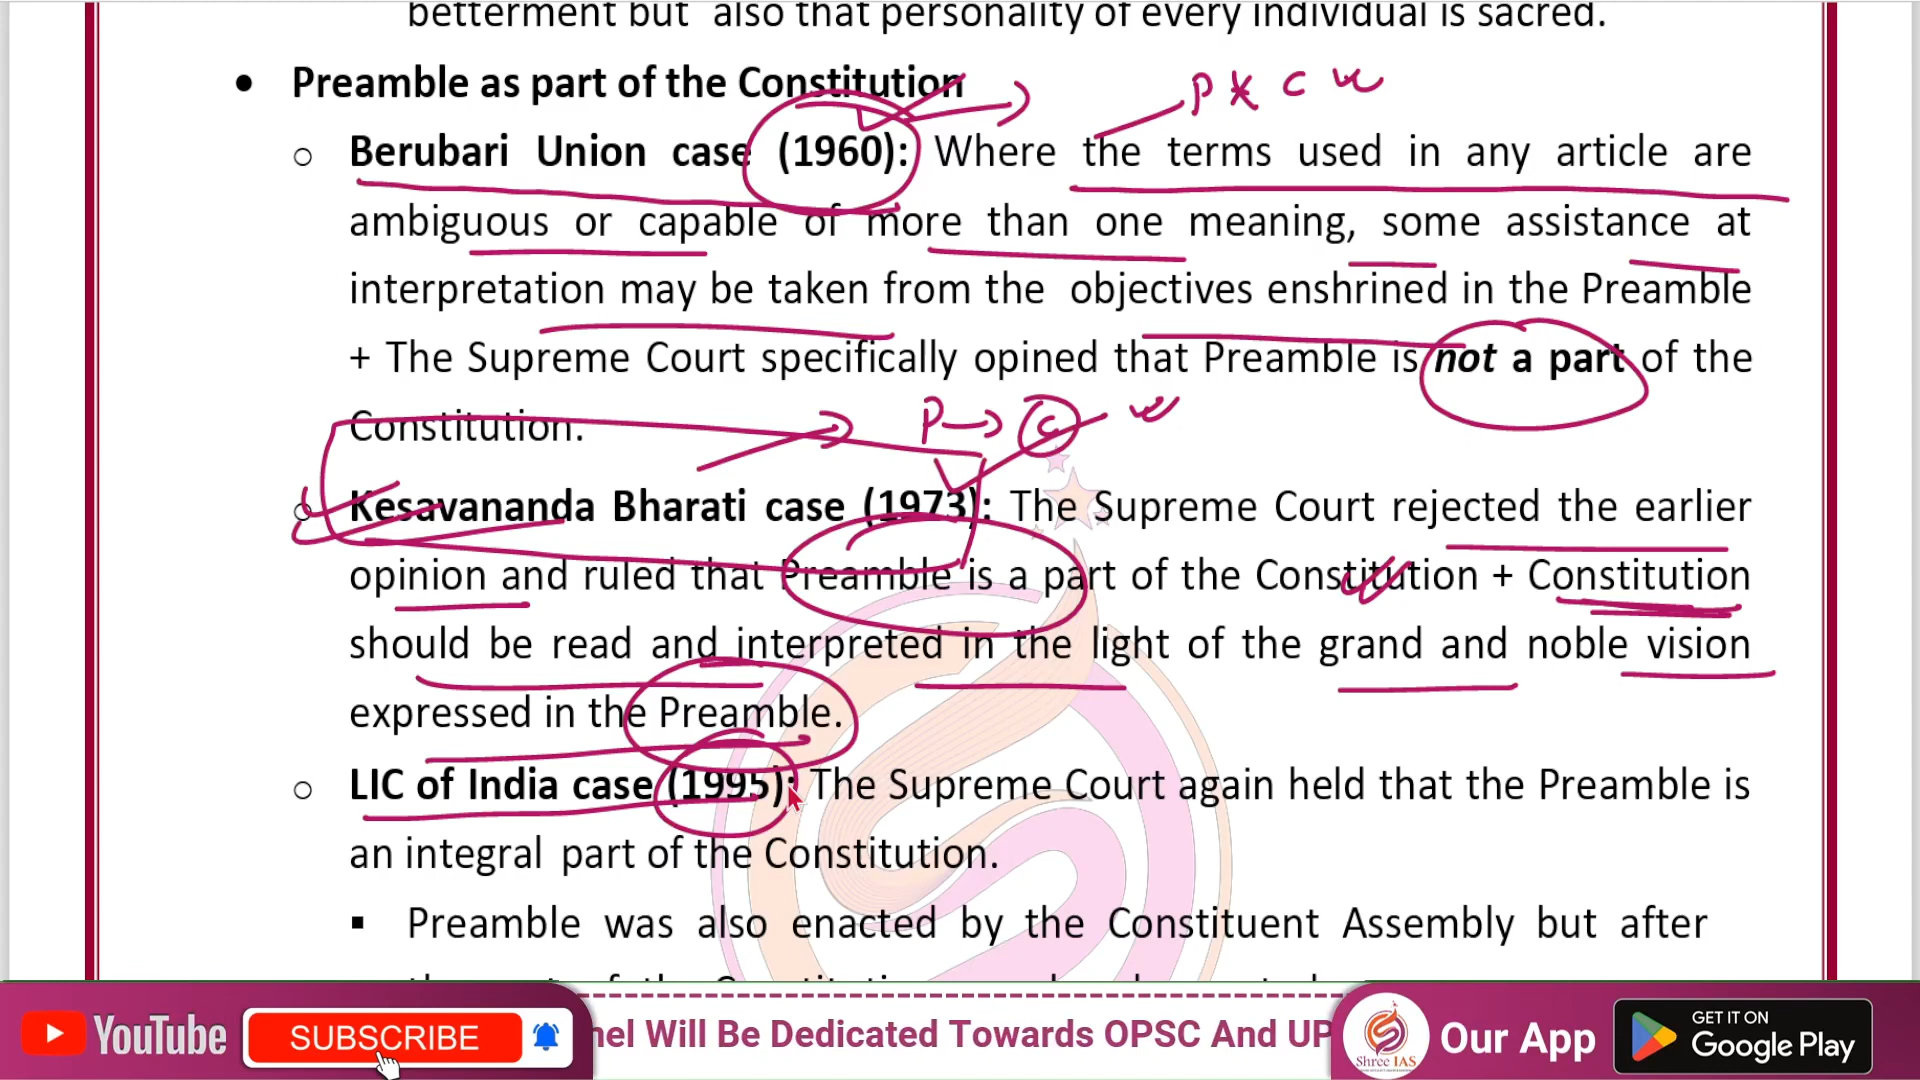 betterment but also that personality of every individual is sacred.
• Preamble as part of the Constitution
P C
○ Berubari Union case (1960): Where the terms used in any article are
ambiguous or capable of more than one meaning, some assistance at
interpretation may be taken from the objectives enshrined in the Preamble
+ The Supreme Court specifically opined that Preamble is not a part of the
Constitution.
P → C
○ Kesavananda Bharati case (1973): The Supreme Court rejected the earlier
opinion and ruled that Preamble is a part of the Constitution + Constitution
should be read and interpreted in the light of the grand and noble vision
expressed in the Preamble.
○ LIC of India case (1995): The Supreme Court again held that the Preamble is
an integral part of the Constitution.
▪ Preamble was also enacted by the Constituent Assembly but after
YouTube
SUBSCRIBE
nel Will Be Dedicated Towards OPSC And UP
Shree IAS
Our App
GET IT ON
Google Play